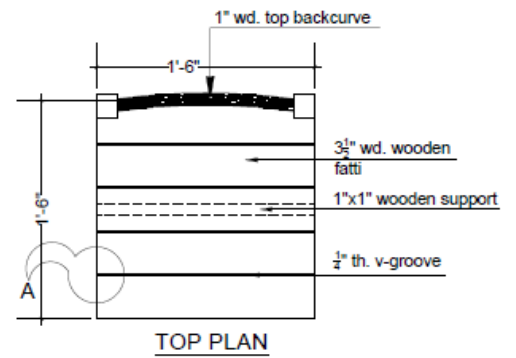 1" wd. top backcurve
1'-6"
3½" wd. wooden
fatti
1"x1" wooden support
1'-6"
¼" th. v-groove
A
TOP PLAN